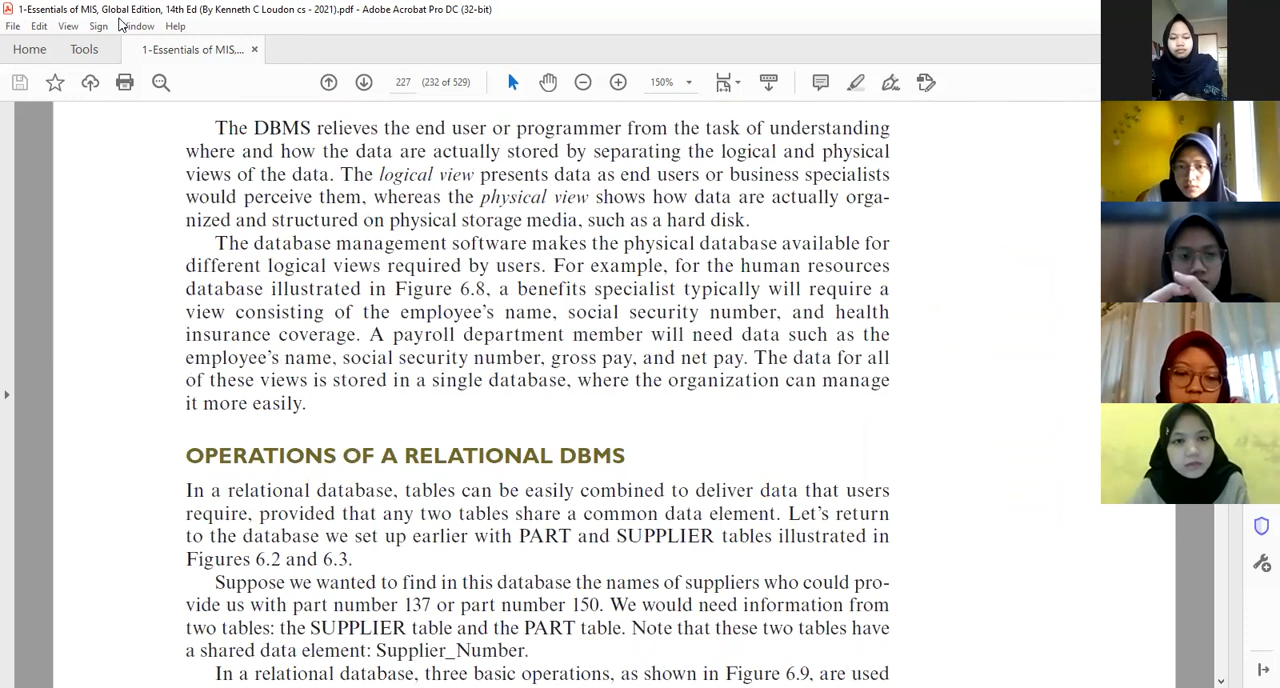 1-Essentials of MIS, Global Edition, 14th Ed (By Kenneth C Loudon cs - 2021).pdf - Adobe Acrobat Pro DC (32-bit)
File Edit View Sign Window Help
Home Tools 1-Essentials of MIS,... ×
227 (232 of 529) 150%
The DBMS relieves the end user or programmer from the task of understanding
where and how the data are actually stored by separating the logical and physical
views of the data. The logical view presents data as end users or business specialists
would perceive them, whereas the physical view shows how data are actually orga-
nized and structured on physical storage media, such as a hard disk.
The database management software makes the physical database available for
different logical views required by users. For example, for the human resources
database illustrated in Figure 6.8, a benefits specialist typically will require a
view consisting of the employee's name, social security number, and health
insurance coverage. A payroll department member will need data such as the
employee's name, social security number, gross pay, and net pay. The data for all
of these views is stored in a single database, where the organization can manage
it more easily.
OPERATIONS OF A RELATIONAL DBMS
In a relational database, tables can be easily combined to deliver data that users
require, provided that any two tables share a common data element. Let's return
to the database we set up earlier with PART and SUPPLIER tables illustrated in
Figures 6.2 and 6.3.
Suppose we wanted to find in this database the names of suppliers who could pro-
vide us with part number 137 or part number 150. We would need information from
two tables: the SUPPLIER table and the PART table. Note that these two tables have
a shared data element: Supplier_Number.
In a relational database, three basic operations, as shown in Figure 6.9, are used